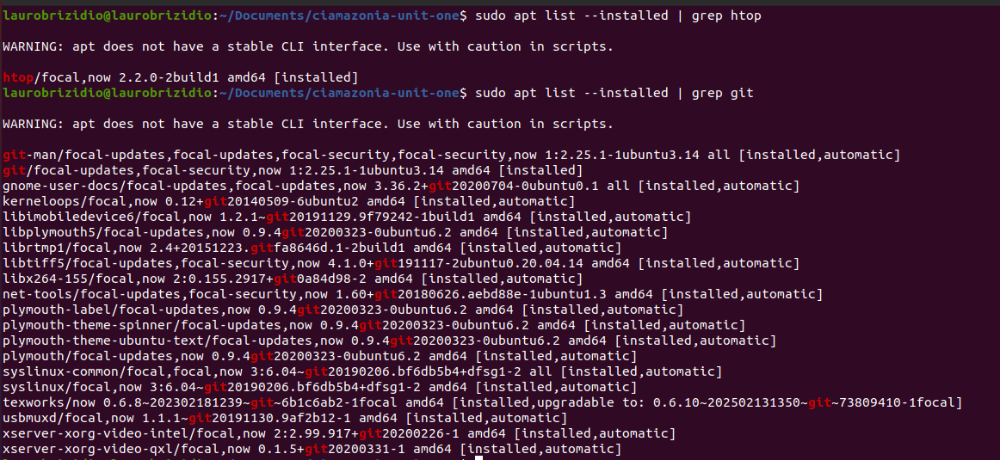 laurobrizidio@laurobrizidio:~/Documents/ciamazonia-unit-one$ sudo apt list --installed | grep htop
WARNING: apt does not have a stable CLI interface. Use with caution in scripts.
htop/focal,now 2.2.0-2build1 amd64 [installed]
laurobrizidio@laurobrizidio:~/Documents/ciamazonia-unit-one$ sudo apt list --installed | grep git
WARNING: apt does not have a stable CLI interface. Use with caution in scripts.
git-man/focal-updates,focal-updates,focal-security,focal-security,now 1:2.25.1-1ubuntu3.14 all [installed,automatic]
git/focal-updates,focal-security,now 1:2.25.1-1ubuntu3.14 amd64 [installed]
gnome-user-docs/focal-updates,focal-updates,now 3.36.2+git20200704-0ubuntu0.1 all [installed,automatic]
kerneloops/focal,now 0.12+git20140509-6ubuntu2 amd64 [installed,automatic]
libimobiledevice6/focal,now 1.2.1~git20191129.9f79242-1build1 amd64 [installed,automatic]
libplymouth5/focal-updates,now 0.9.4git20200323-0ubuntu6.2 amd64 [installed,automatic]
librtmp1/focal,now 2.4+20151223.gitfa8646d.1-2build1 amd64 [installed,automatic]
libtiff5/focal-updates,focal-security,now 4.1.0+git191117-2ubuntu0.20.04.14 amd64 [installed,automatic]
libx264-155/focal,now 2:0.155.2917+git0a84d98-2 amd64 [installed,automatic]
net-tools/focal-updates,focal-security,now 1.60+git20180626.aebd88e-1ubuntu1.3 amd64 [installed,automatic]
plymouth-label/focal-updates,now 0.9.4git20200323-0ubuntu6.2 amd64 [installed,automatic]
plymouth-theme-spinner/focal-updates,now 0.9.4git20200323-0ubuntu6.2 amd64 [installed,automatic]
plymouth-theme-ubuntu-text/focal-updates,now 0.9.4git20200323-0ubuntu6.2 amd64 [installed,automatic]
plymouth/focal-updates,now 0.9.4git20200323-0ubuntu6.2 amd64 [installed,automatic]
syslinux-common/focal,focal,now 3:6.04~git20190206.bf6db5b4+dfsg1-2 all [installed,automatic]
syslinux/focal,now 3:6.04~git20190206.bf6db5b4+dfsg1-2 amd64 [installed,automatic]
texworks/now 0.6.8~202302181239~git~6b1c6ab2-1focal amd64 [installed,upgradable to: 0.6.10~202502131350~git~73809410-1focal]
usbmuxd/focal,now 1.1.1~git20191130.9af2b12-1 amd64 [installed,automatic]
xserver-xorg-video-intel/focal,now 2:2.99.917+git20200226-1 amd64 [installed,automatic]
xserver-xorg-video-qxl/focal,now 0.1.5+git20200331-1 amd64 [installed,automatic]